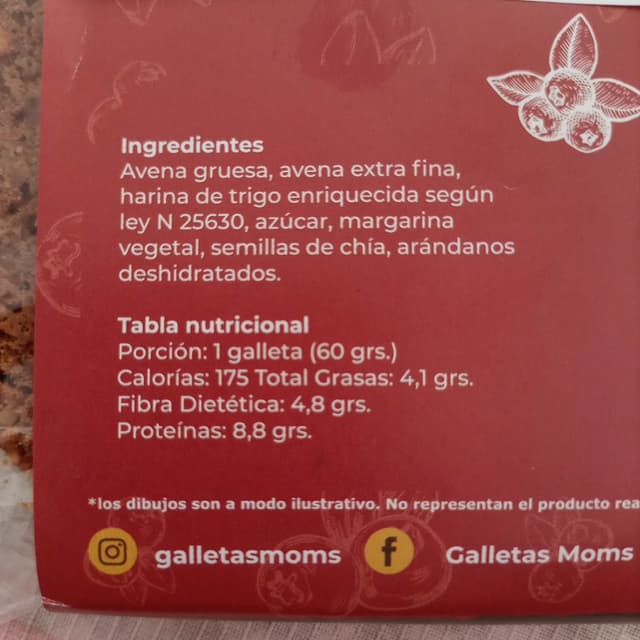 Ingredientes
Avena gruesa, avena extra fina,
harina de trigo enriquecida según
ley N 25630, azúcar, margarina
vegetal, semillas de chía, arándanos
deshidratados.
Tabla nutricional
Porción: 1 galleta (60 grs.)
Calorías: 175 Total Grasas: 4,1 grs.
Fibra Dietética: 4,8 grs.
Proteínas: 8,8 grs.
*los dibujos son a modo ilustrativo. No representan el producto rea
galletasmoms f Galletas Moms